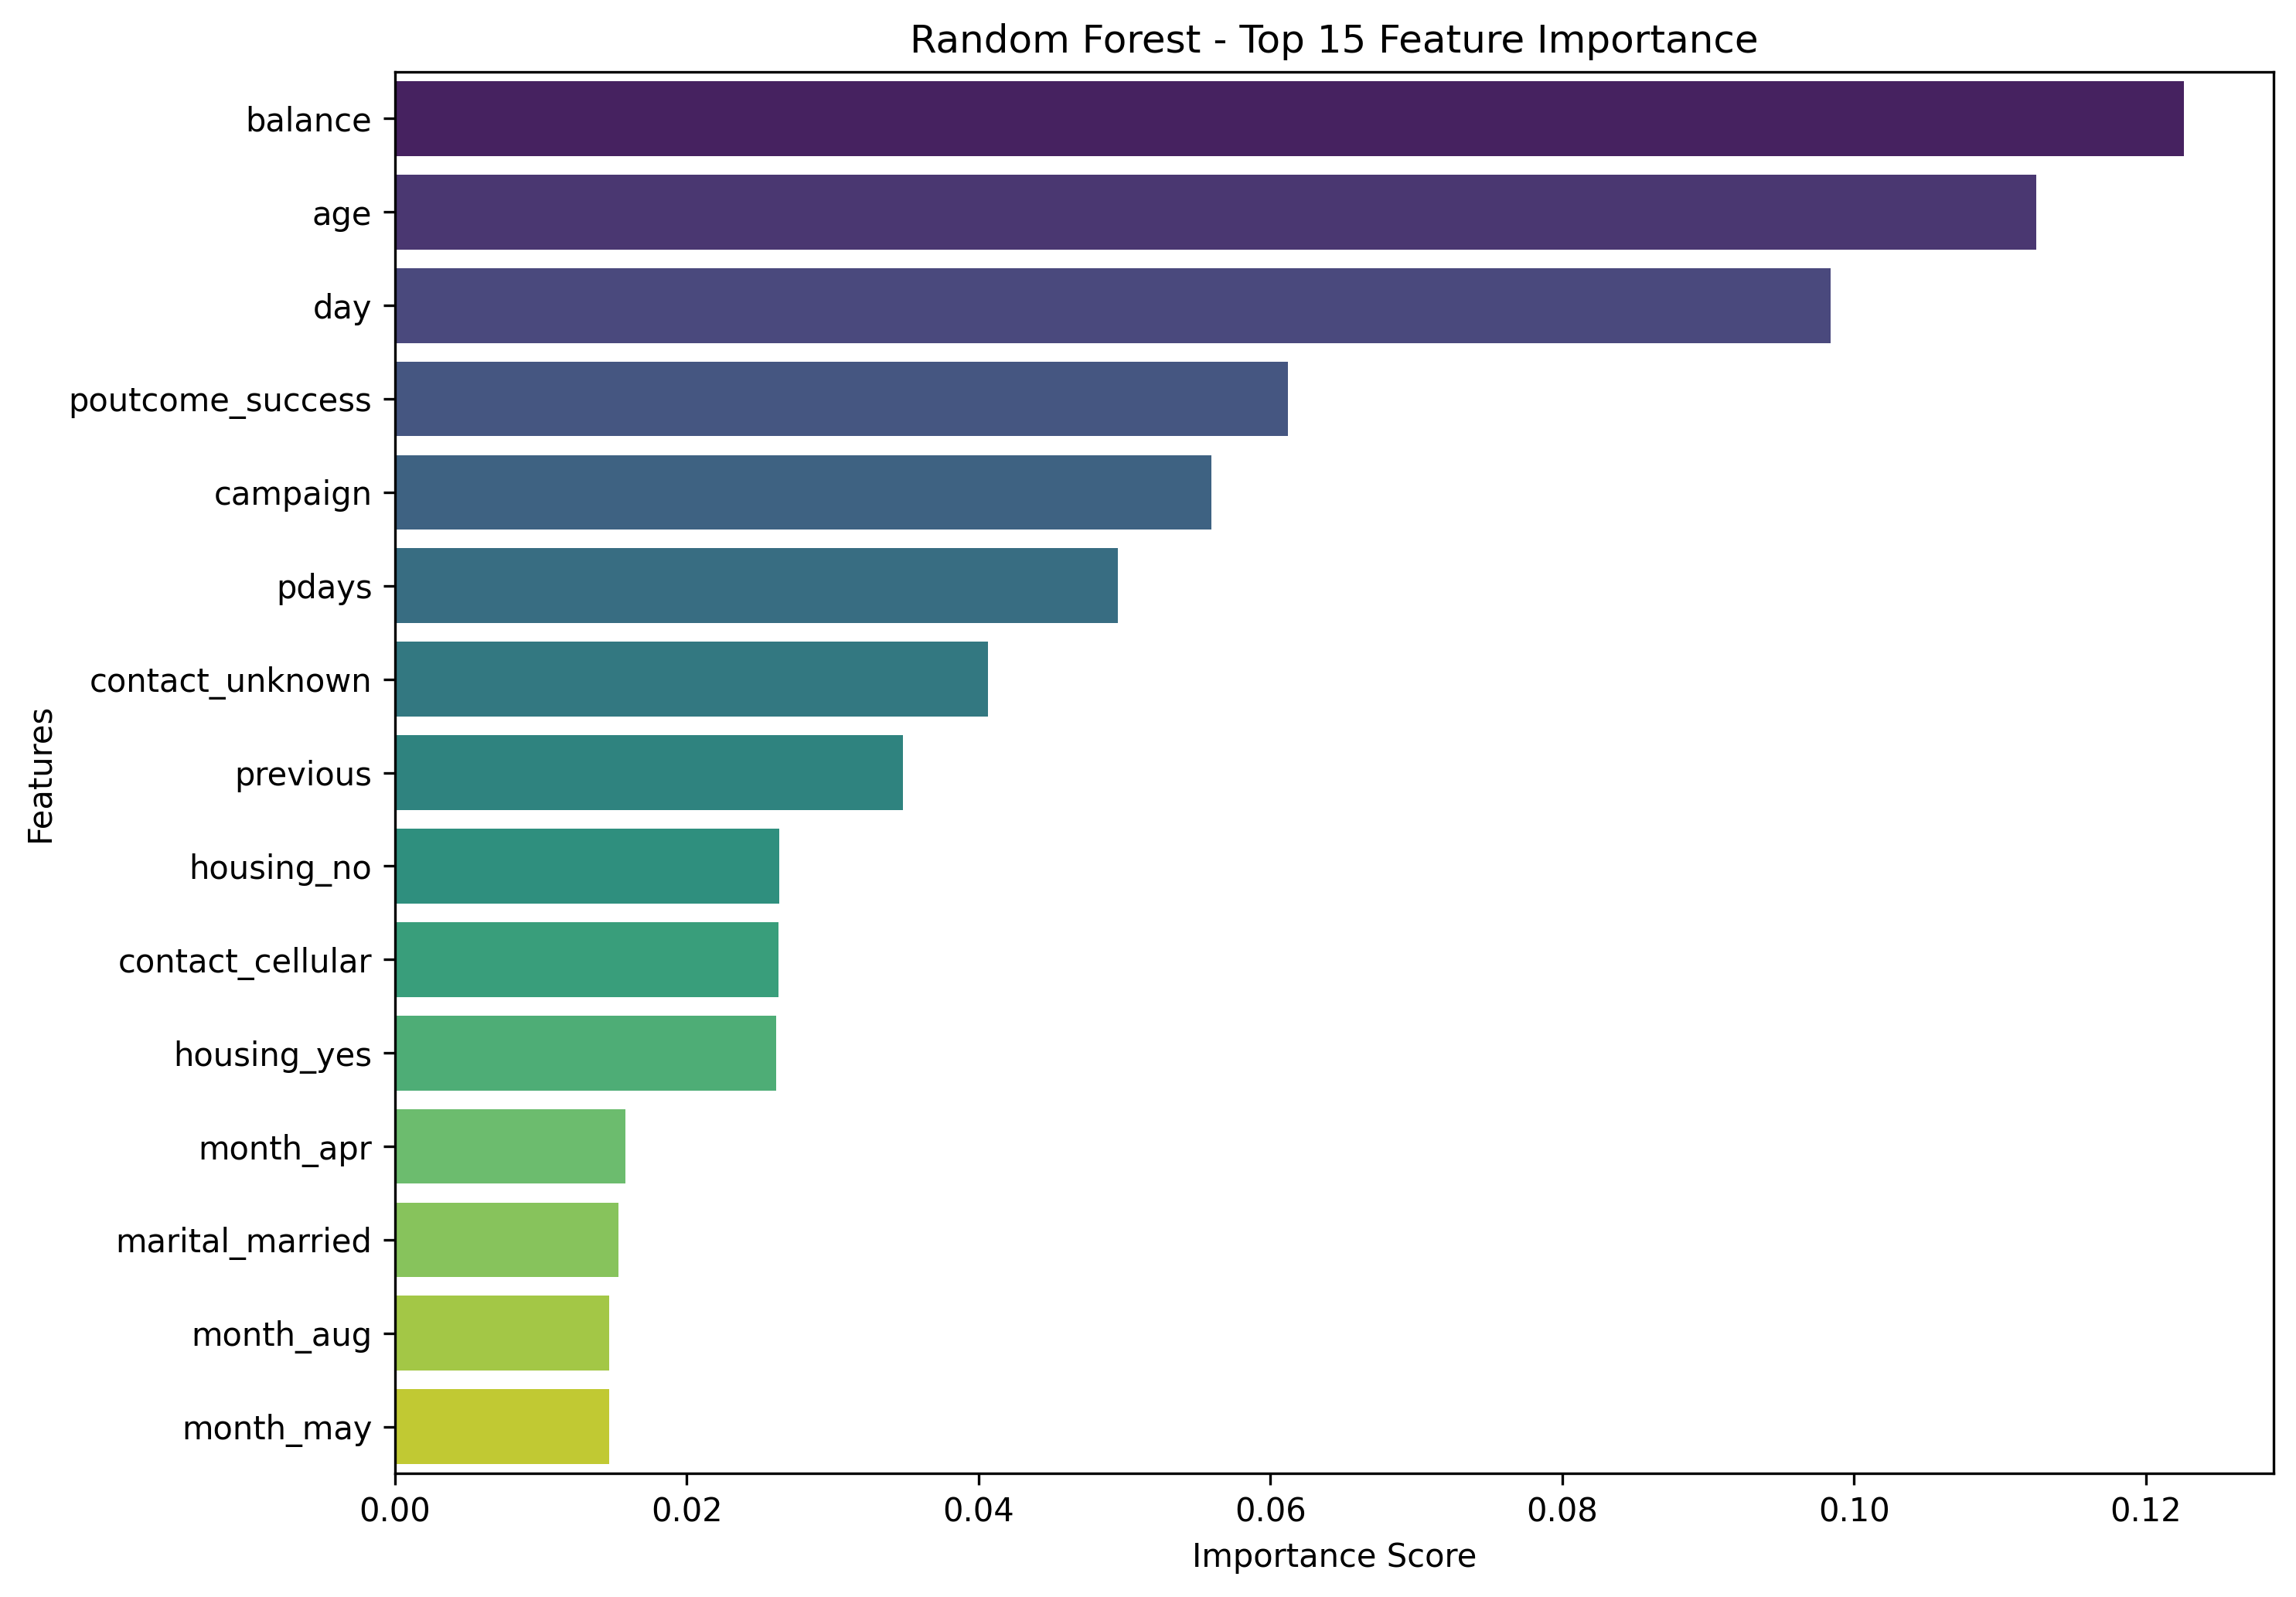 Random Forest - Top 15 Feature Importance
balance
age
day
poutcome_success
campaign
pdays
contact_unknown
previous
housing_no
contact_cellular
housing_yes
month_apr
marital_married
month_aug
month_may
Features
0.00 0.02 0.04 0.06 0.08 0.10 0.12
Importance Score